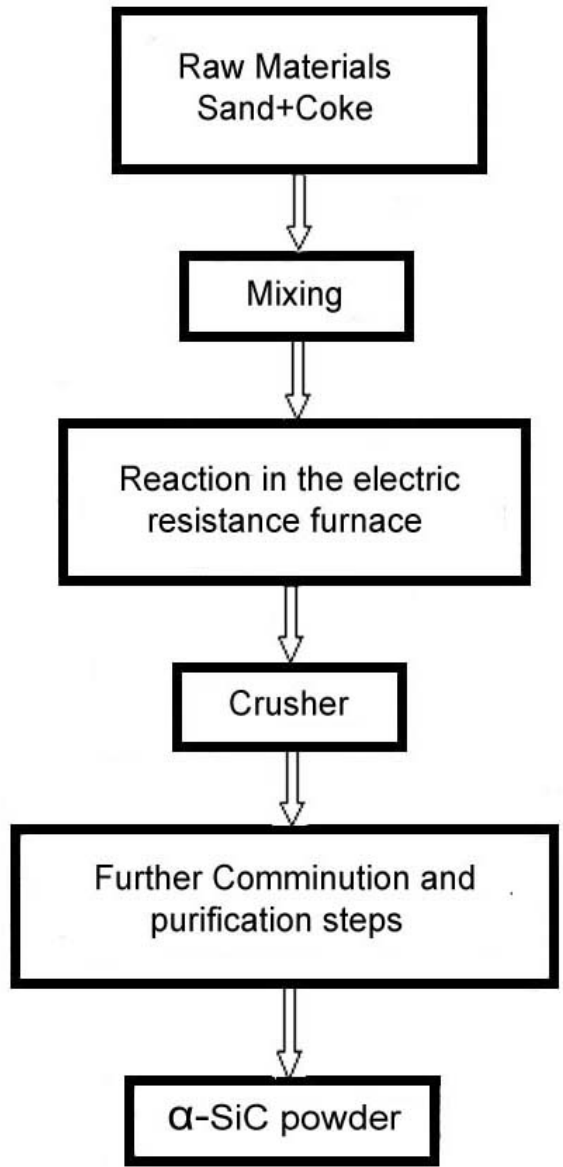 Raw Materials
Sand+Coke
Mixing
Reaction in the electric
resistance furnace
Crusher
Further Comminution and
purification steps
α-SiC powder